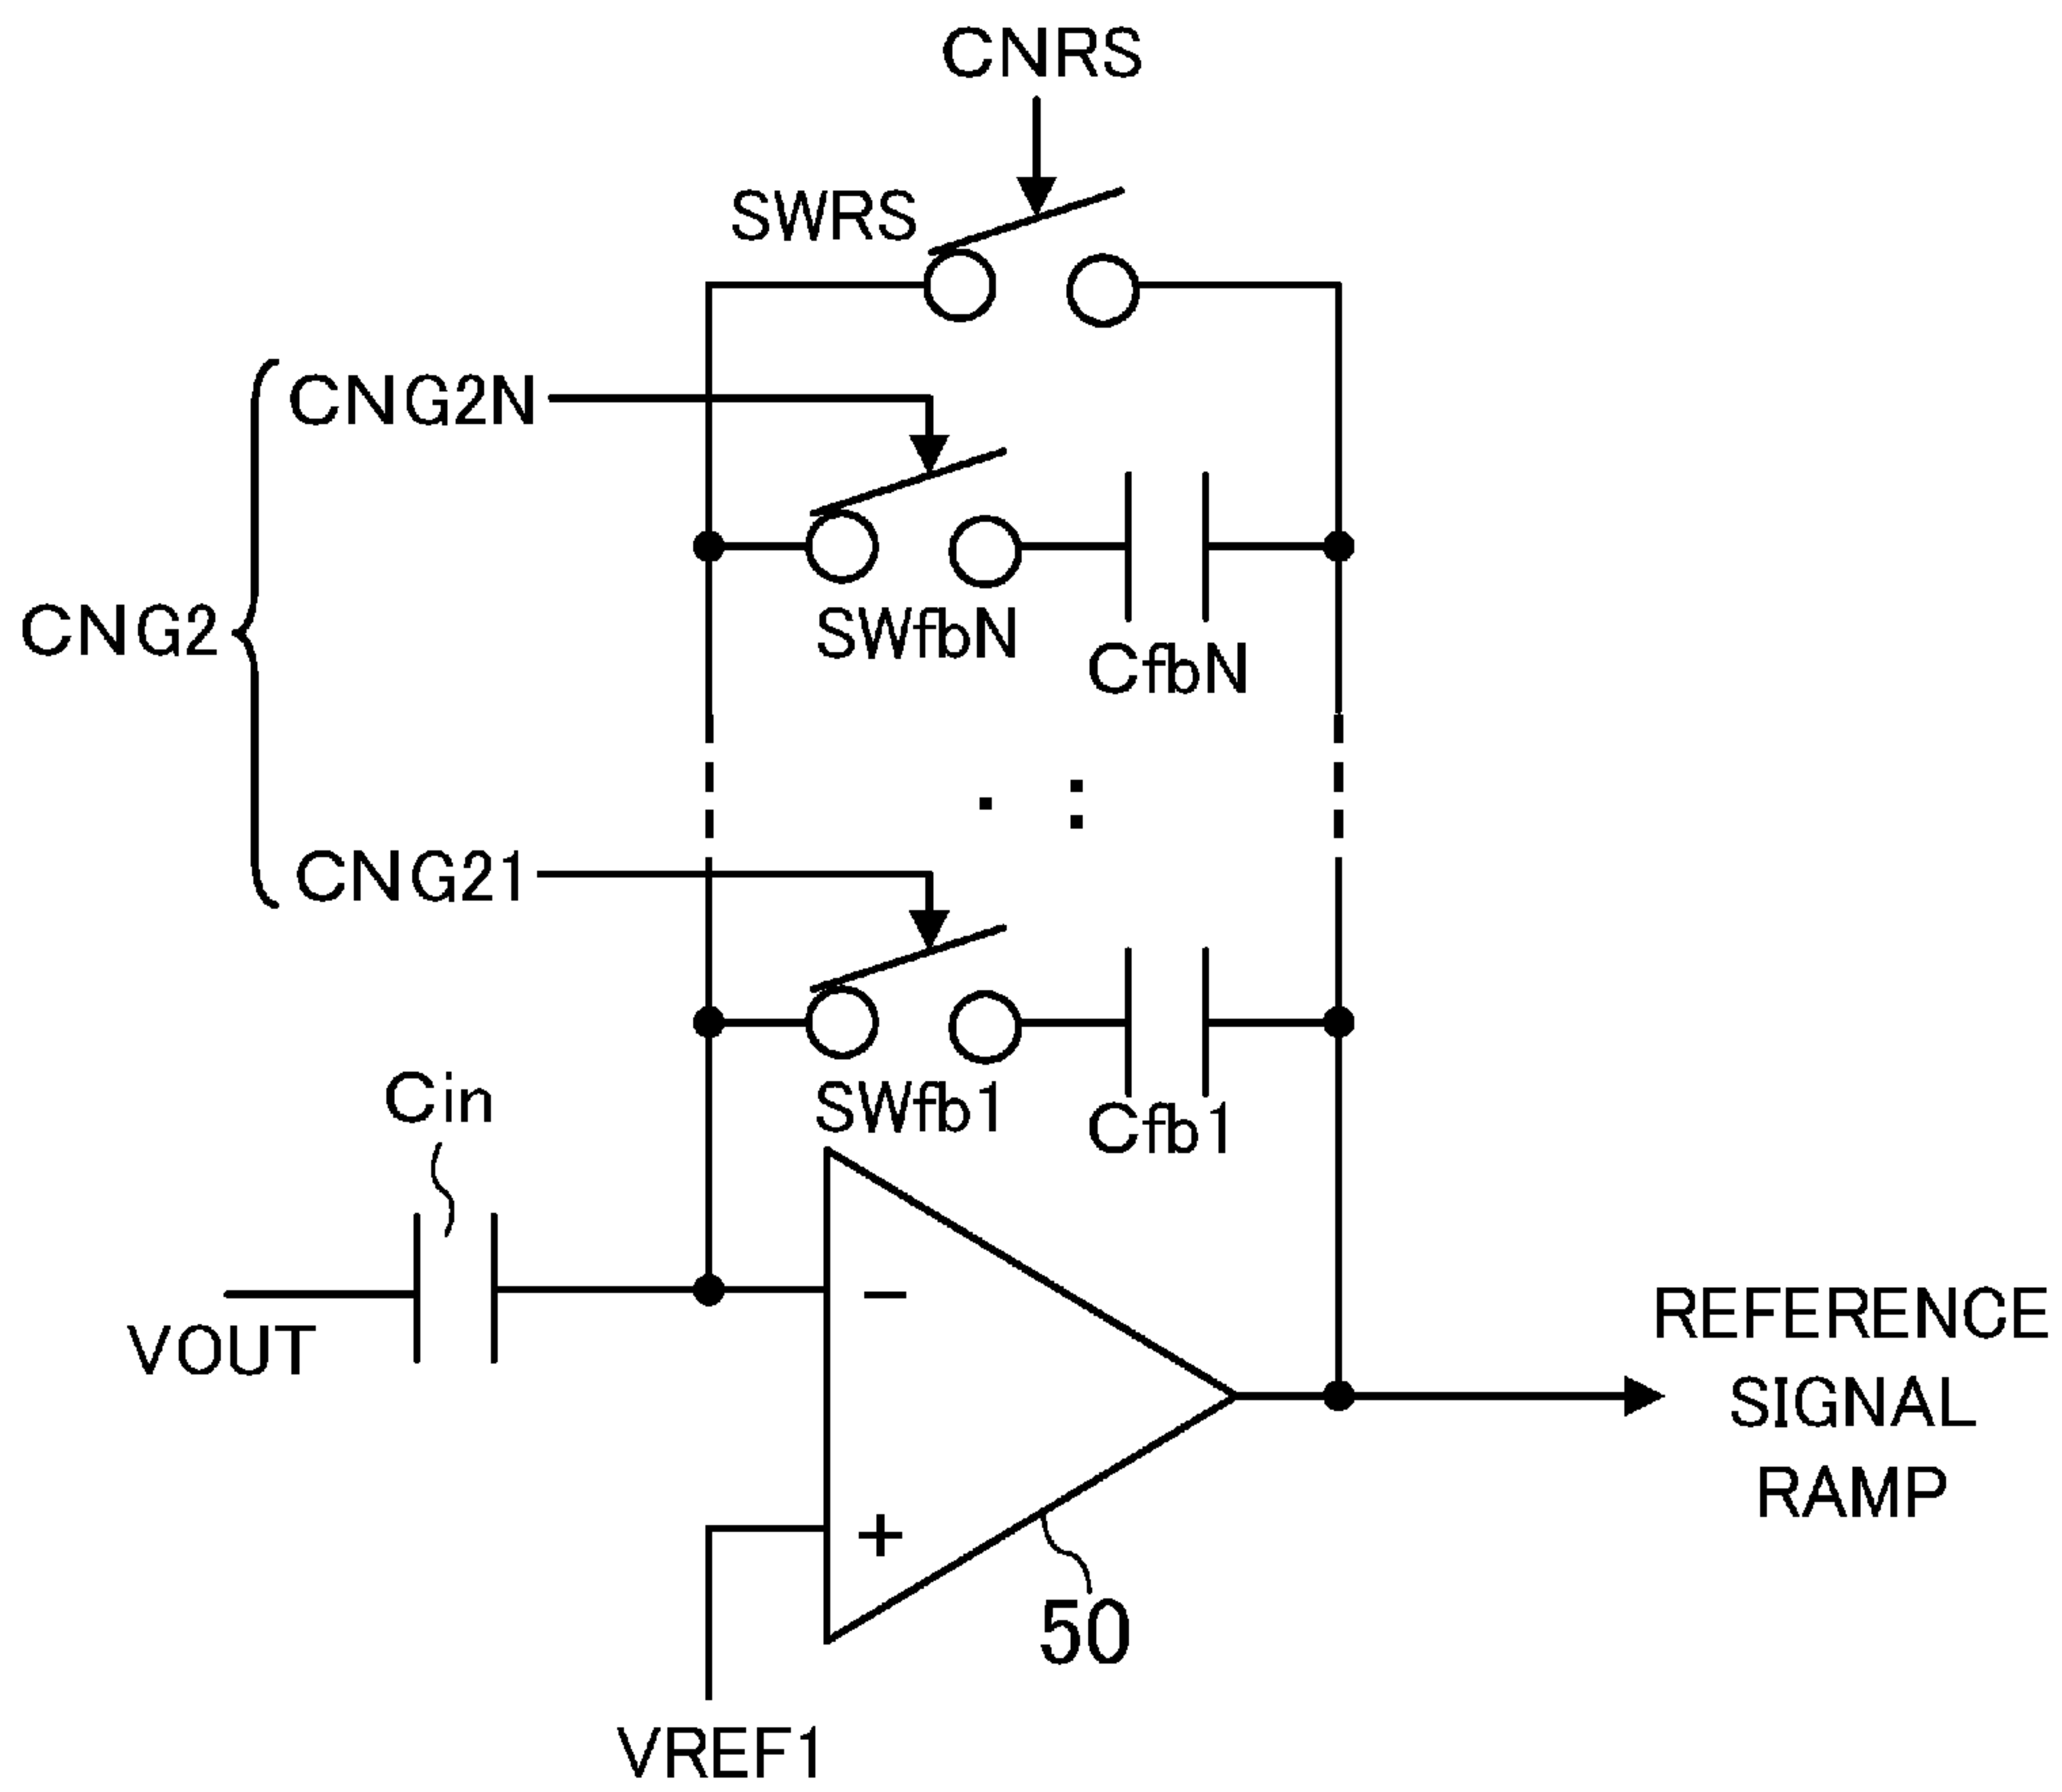 CNRS
SWRS
CNG2N
CNG2
SWfbN
CfbN
CNG21
SWfb1
Cfb1
Cin
VOUT
−
+
REFERENCE
SIGNAL
RAMP
50
VREF1